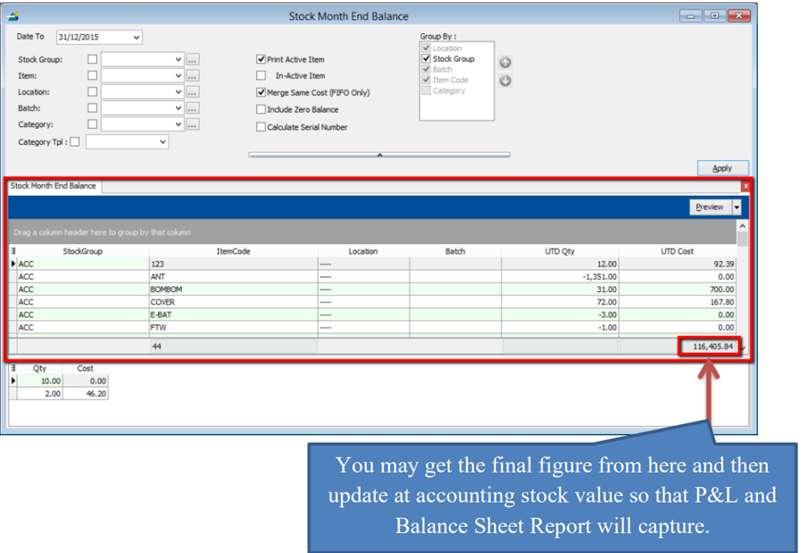 Stock Month End Balance
Date To 31/12/2015
Group By :
Location
Stock Group
Batch
Item Code
Category
Stock Group: ...
Item: ...
Location: ...
Batch: ...
Category: ...
Category Tpl :
Print Active Item
In-Active Item
Merge Same Cost (FIFO Only)
Include Zero Balance
Calculate Serial Number
Apply
Stock Month End Balance
Preview
Drag a column header here to group by that column
StockGroup ItemCode Location Batch UTD Qty UTD Cost
ACC 123 ---- 12.00 92.39
ACC ANT ---- -1,351.00 0.00
ACC BOMBOM ---- 31.00 700.00
ACC COVER ---- 72.00 167.80
ACC E-BAT ---- -3.00 0.00
ACC FTW ---- -1.00 0.00
44 116,405.84
Qty Cost
10.00 0.00
2.00 46.20
You may get the final figure from here and then
update at accounting stock value so that P&L and
Balance Sheet Report will capture.